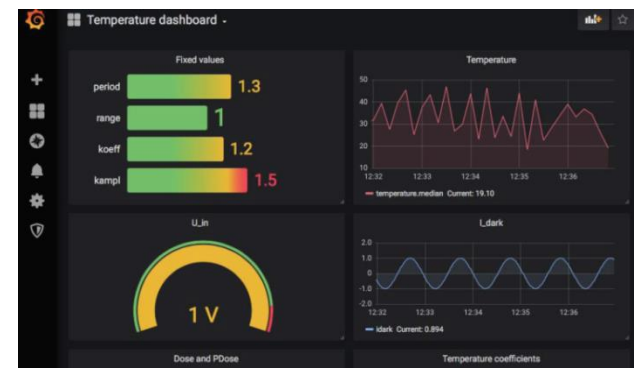 Temperature dashboard -
Fixed values
period 1.3
range 1
koeff 1.2
kampl 1.5
Temperature
50
40
30
20
10
12:32 12:33 12:34 12:35 12:36
temperature.median Current: 19.10
U_in
1 V
I_dark
2.0
1.0
0
-1.0
-2.0
12:32 12:33 12:34 12:35 12:36
idark Current: 0.894
Dose and PDose
Temperature coefficients